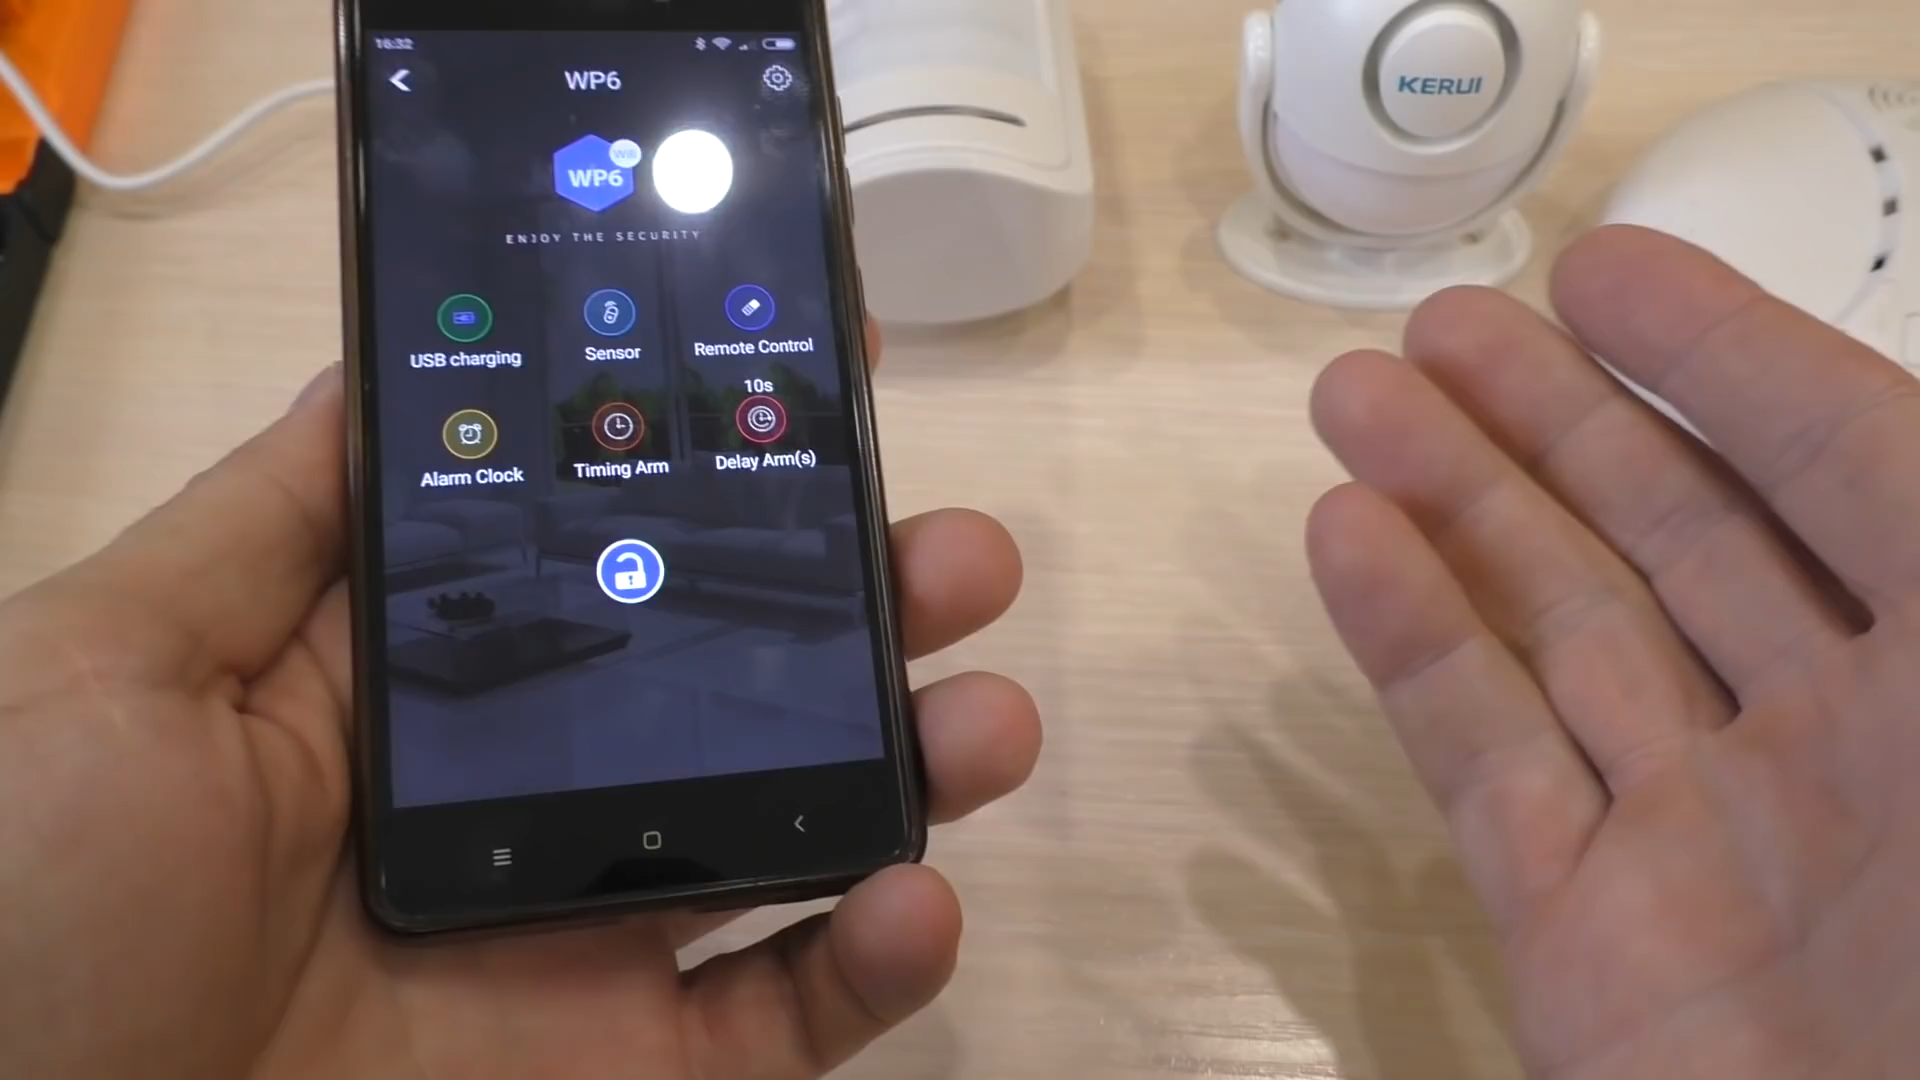 16:32
WP6
Wifi
WP6
ENJOY THE SECURITY
USB charging
Sensor
Remote Control
10s
Alarm Clock
Timing Arm
Delay Arm(s)
KERUI